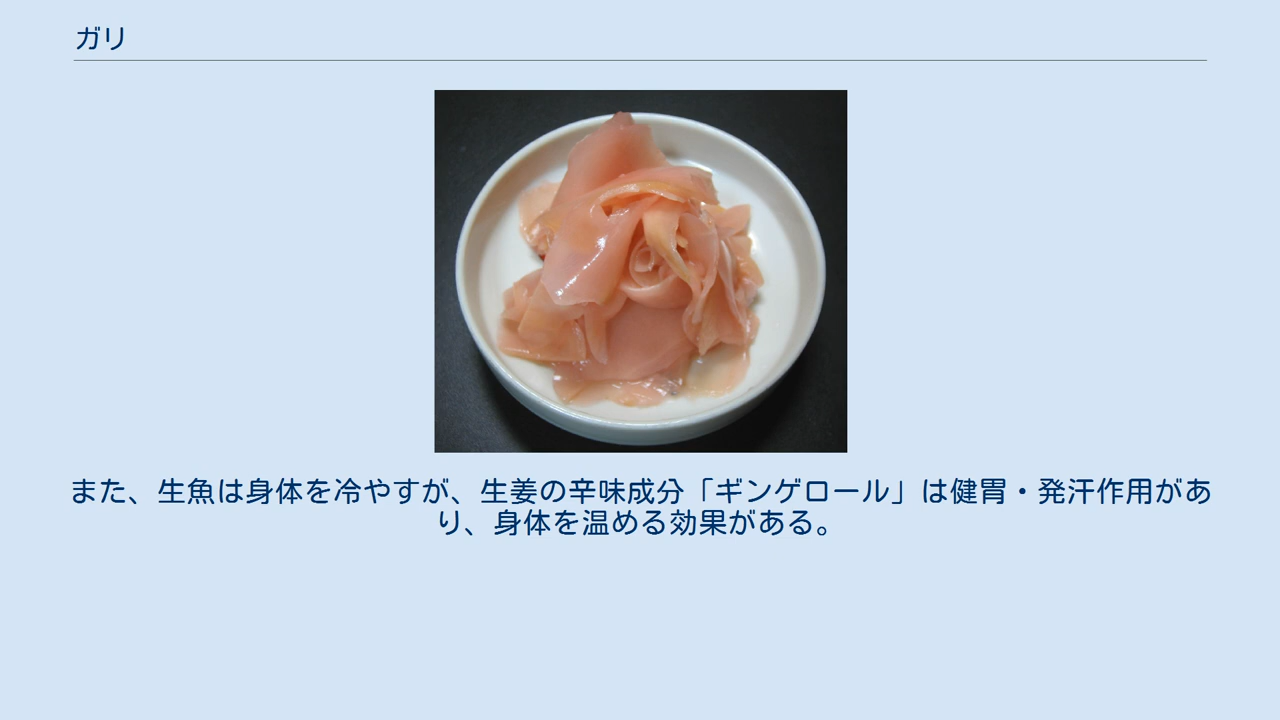 ガリ
また、生魚は身体を冷やすが、生姜の辛味成分「ギンゲロール」は健胃・発汗作用があ
り、身体を温める効果がある。